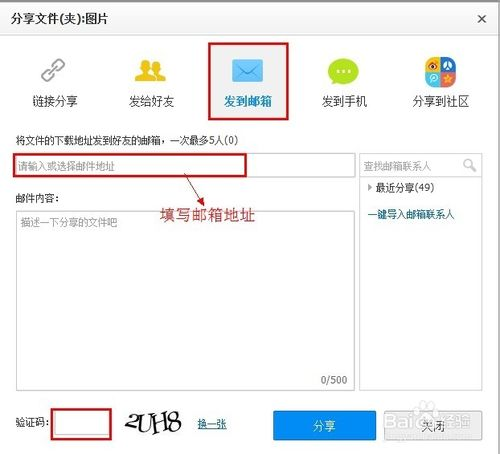 分享文件(夹):图片
链接分享 发给好友 发到邮箱 发到手机 分享到社区
将文件的下载地址发到好友的邮箱，一次最多5人(0)
请输入或选择邮件地址 查找邮箱联系人
最近分享(49)
邮件内容:
填写邮箱地址 一键导入邮箱联系人
描述一下分享的文件吧
0/500
验证码: 2UH8 换一张 分享 关闭
Baidu 经验